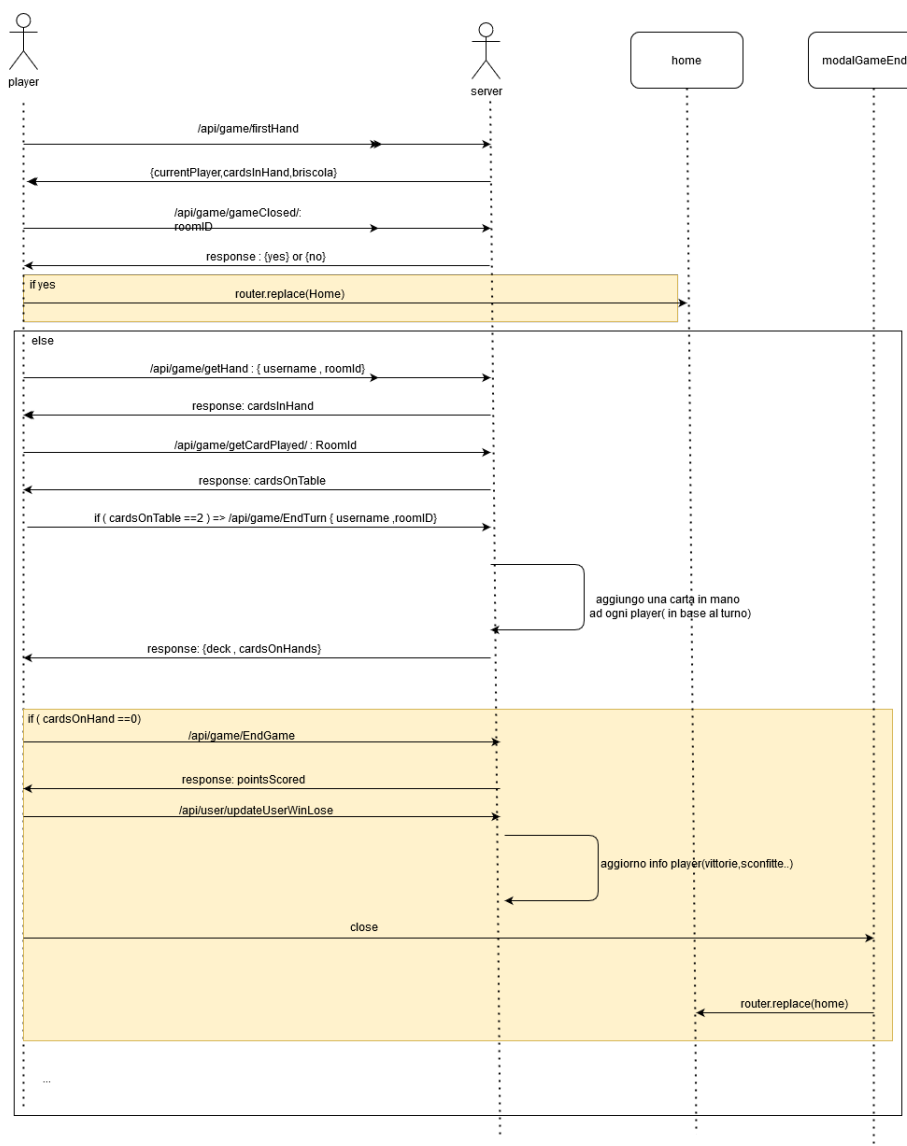 player
server
home
modalGameEnd
/api/game/firstHand
{currentPlayer,cardsInHand,briscola}
/api/game/gameClosed/:
roomID
response : {yes} or {no}
if yes
router.replace(Home)
else
/api/game/getHand : { username , roomId}
response: cardsInHand
/api/game/getCardPlayed/ : RoomId
response: cardsOnTable
if ( cardsOnTable ==2 ) => /api/game/EndTurn { username ,roomID}
aggiungo una carta in mano
ad ogni player( in base al turno)
response: {deck , cardsOnHands}
if ( cardsOnHand ==0)
/api/game/EndGame
response: pointsScored
/api/user/updateUserWinLose
aggiorno info player(vittorie,sconfitte..)
close
router.replace(home)
...